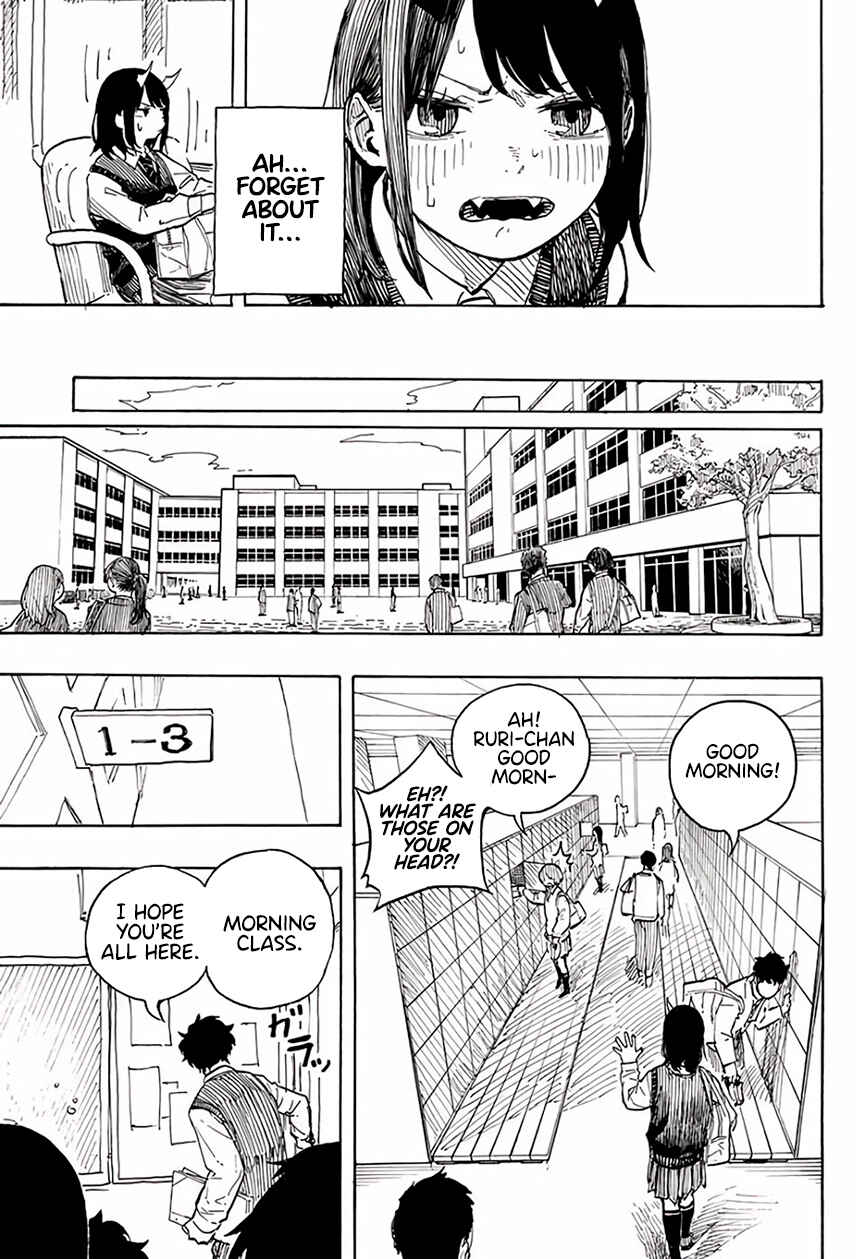 AH...
FORGET
ABOUT
IT...
GOOD
MORNING!
AH!
RURI-CHAN
GOOD
MORN-
EH?!
WHAT ARE
THOSE ON
YOUR
HEAD?!
1-3
MORNING
CLASS.
I HOPE
YOU'RE
ALL HERE.
ガラッ